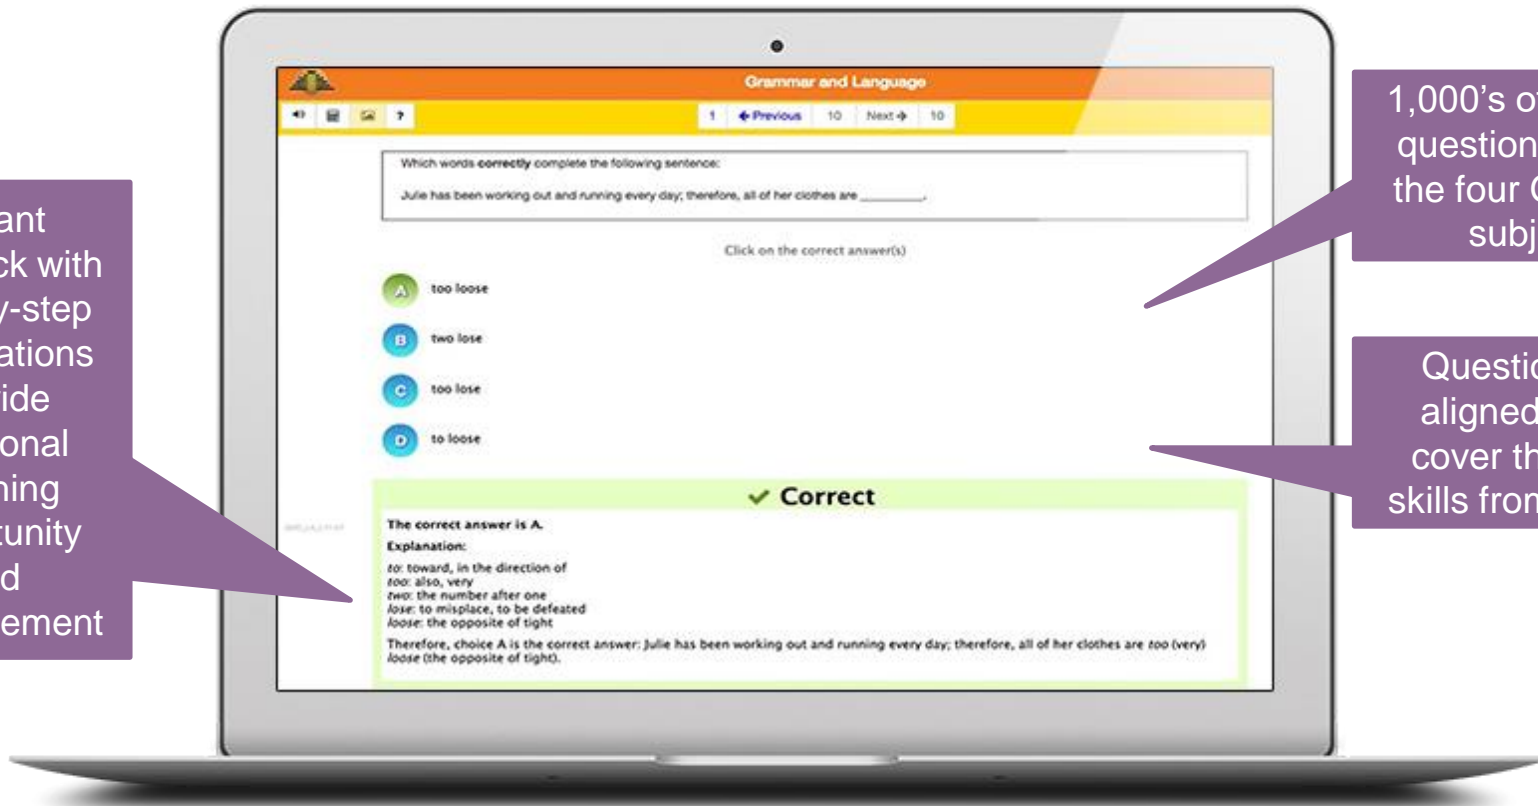 Grammar and Language
? 1 Previous 10 Next 10
Which words correctly complete the following sentence:
Julie has been working out and running every day; therefore, all of her clothes are ________.
Click on the correct answer(s)
A too loose
B two lose
C too lose
D to loose
Correct
The correct answer is A.
Explanation:
to: toward, in the direction of
too: also, very
two: the number after one
lose: to misplace, to be defeated
loose: the opposite of tight
Therefore, choice A is the correct answer: Julie has been working out and running every day; therefore, all of her clothes are too (very)
loose (the opposite of tight).
ant
ck with
y-step
ations
ide
onal
ning
tunity
d
ement
1,000's of
question
the four
subj
Questio
aligned
cover th
skills from